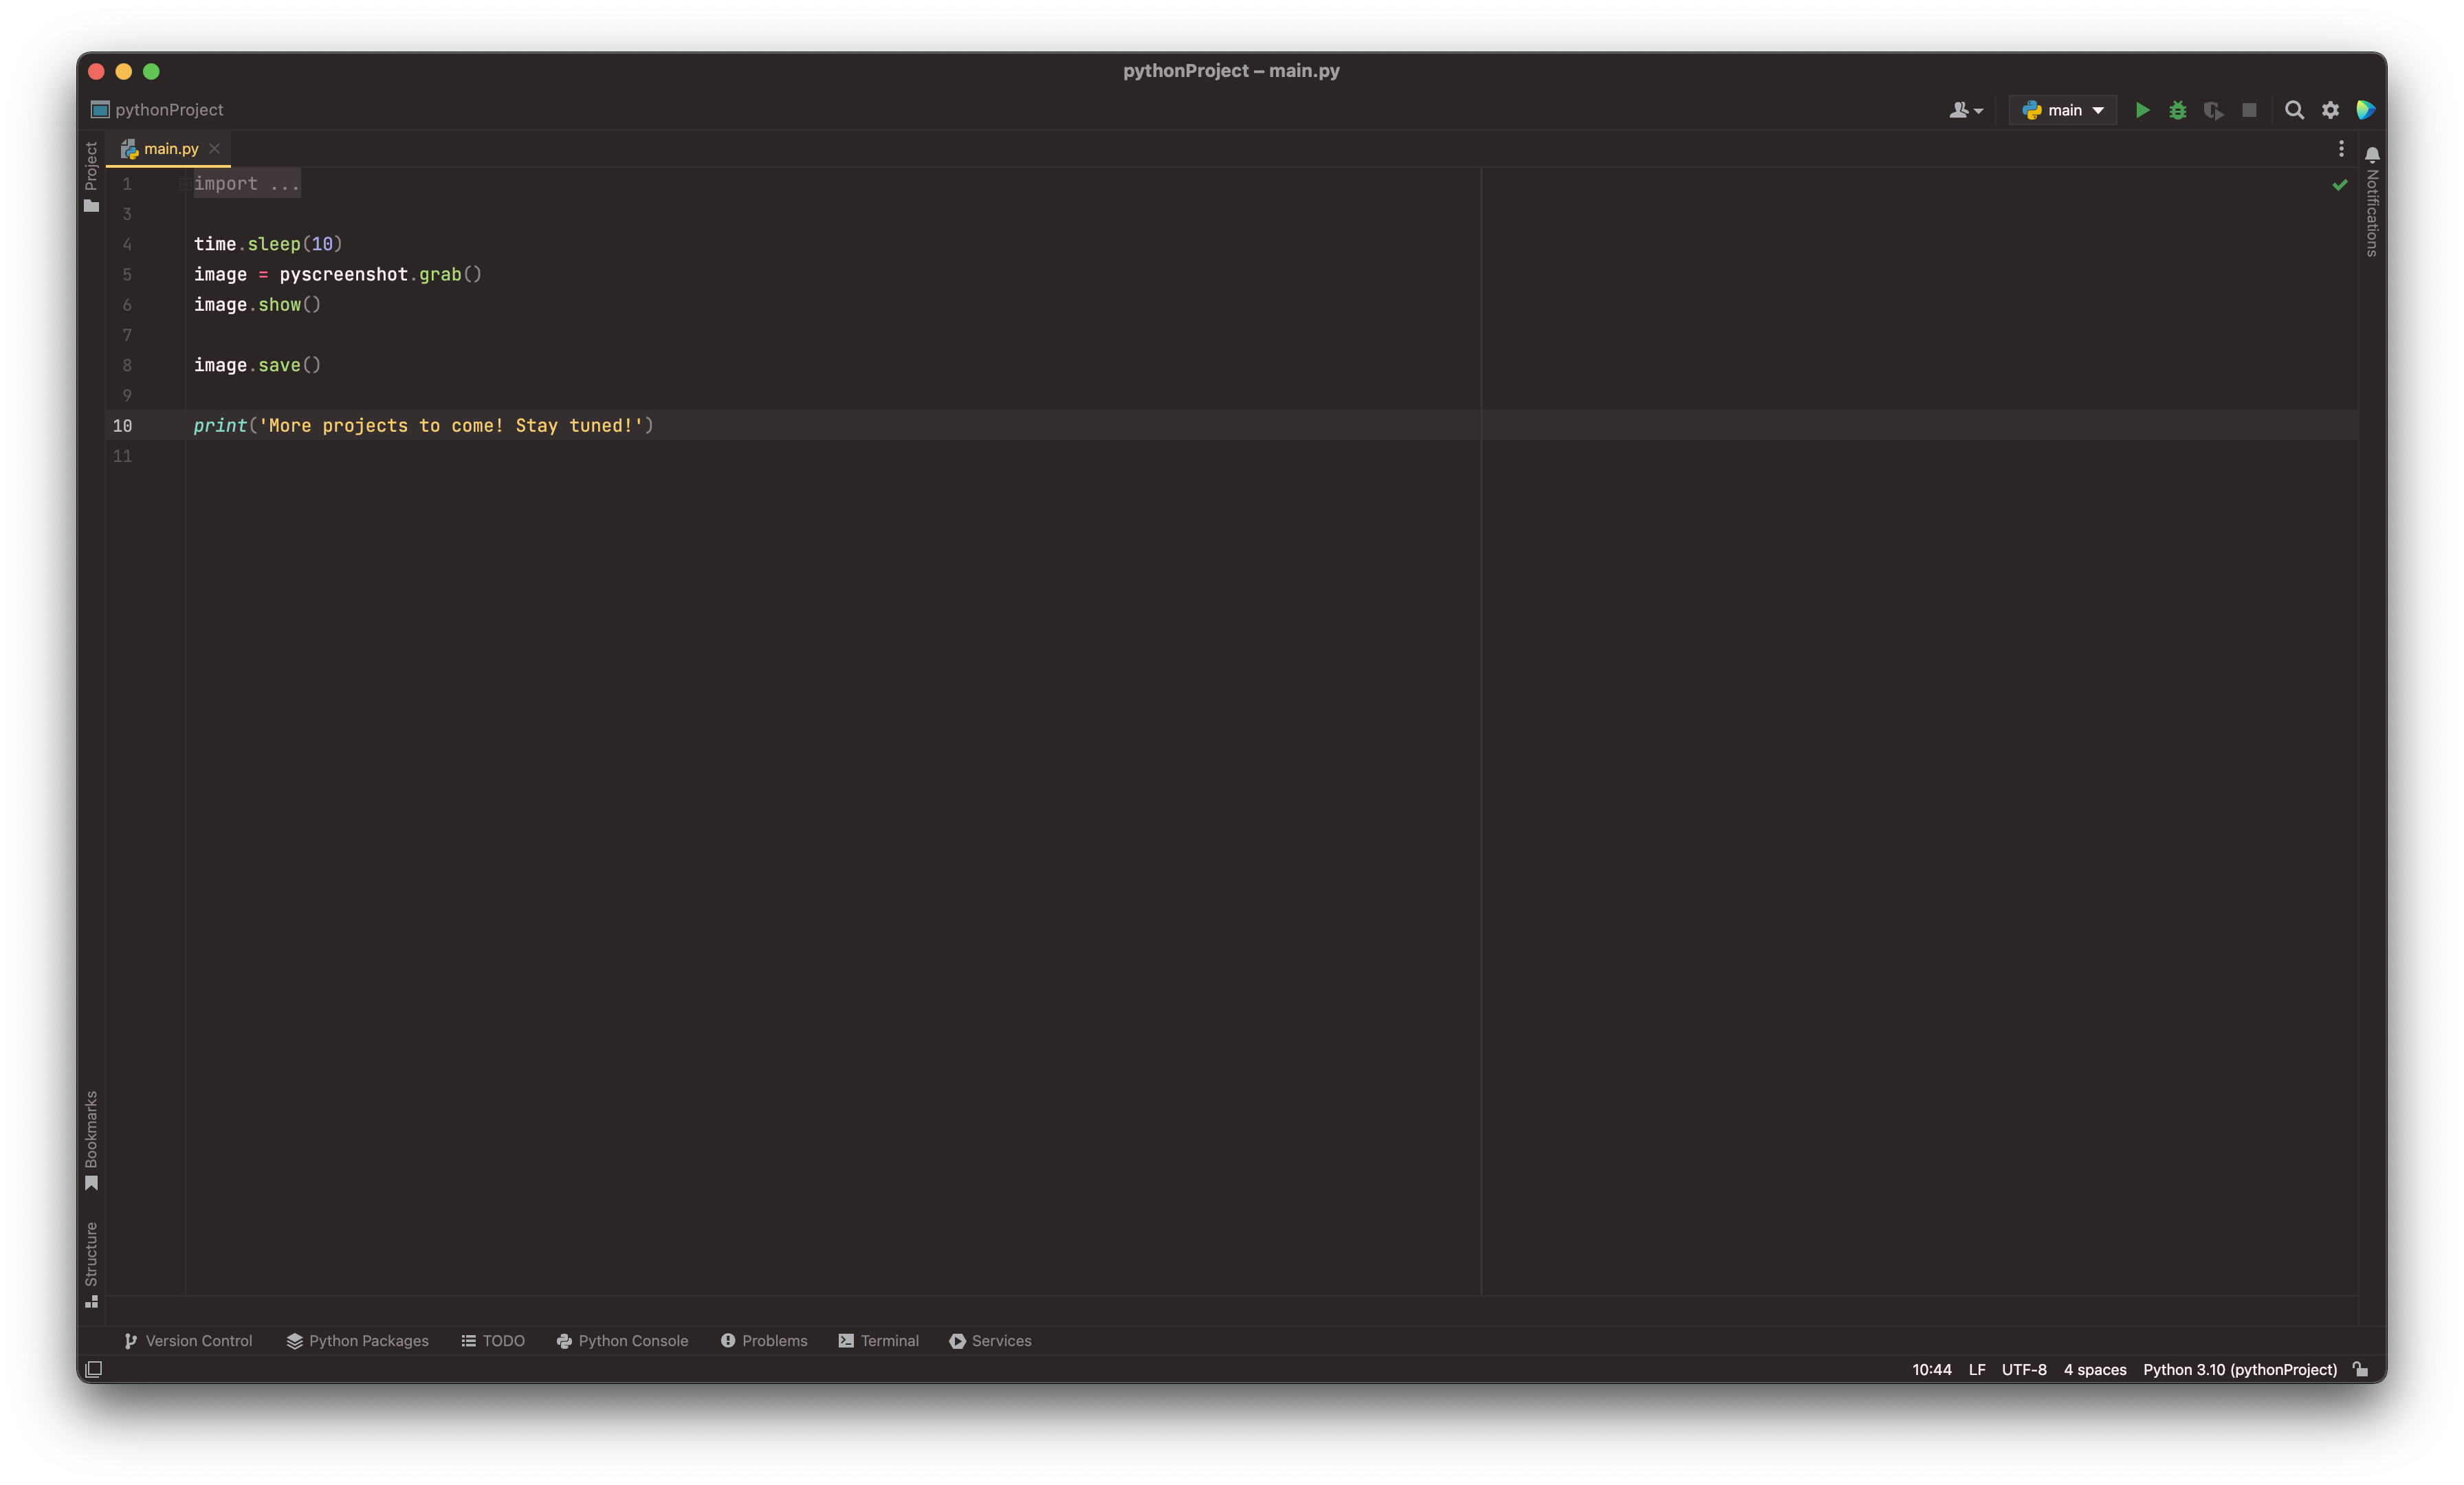 pythonProject – main.py
pythonProject
main
Project
main.py
Notifications
1 import ...
3
4 time.sleep(10)
5 image = pyscreenshot.grab()
6 image.show()
7
8 image.save()
9
10 print('More projects to come! Stay tuned!')
11
Bookmarks
Structure
Version Control Python Packages TODO Python Console Problems Terminal Services
10:44 LF UTF-8 4 spaces Python 3.10 (pythonProject)